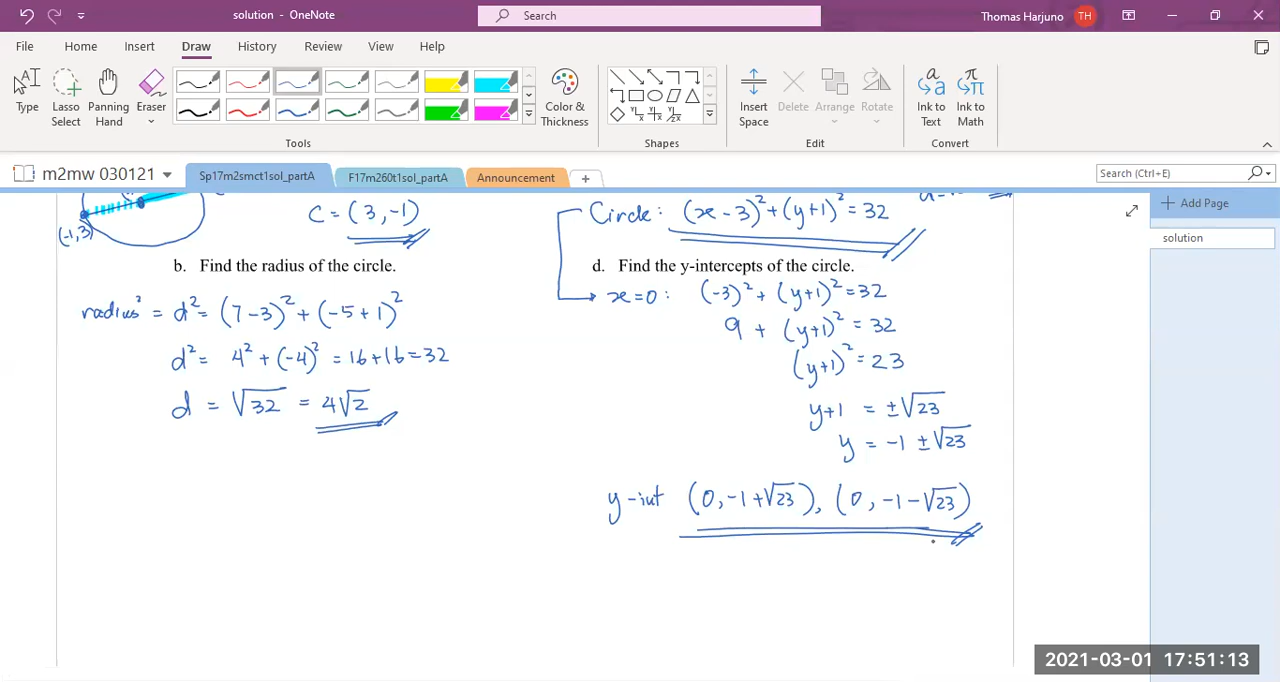 solution - OneNote
Search
Thomas Harjuno TH
File Home Insert Draw History Review View Help
Type
Lasso Select
Panning Hand
Eraser
Color & Thickness
Insert Space
Delete
Arrange
Rotate
Ink to Text
Ink to Math
Tools
Shapes
Edit
Convert
m2mw 030121
Sp17m2smct1sol_partA
F17m260t1sol_partA
Announcement
Search (Ctrl+E)
Add Page
solution
(-1,3)
C = (3,-1)
b. Find the radius of the circle.
radius² = d² = (7-3)² + (-5+1)²
d² = 4² + (-4)² = 16+16 = 32
d = √32 = 4√2
Circle: (x-3)² + (y+1)² = 32
d. Find the y-intercepts of the circle.
x=0: (-3)² + (y+1)² = 32
9 + (y+1)² = 32
(y+1)² = 23
y+1 = ±√23
y = -1 ±√23
y-int (0,-1+√23), (0,-1-√23)
2021-03-01 17:51:13